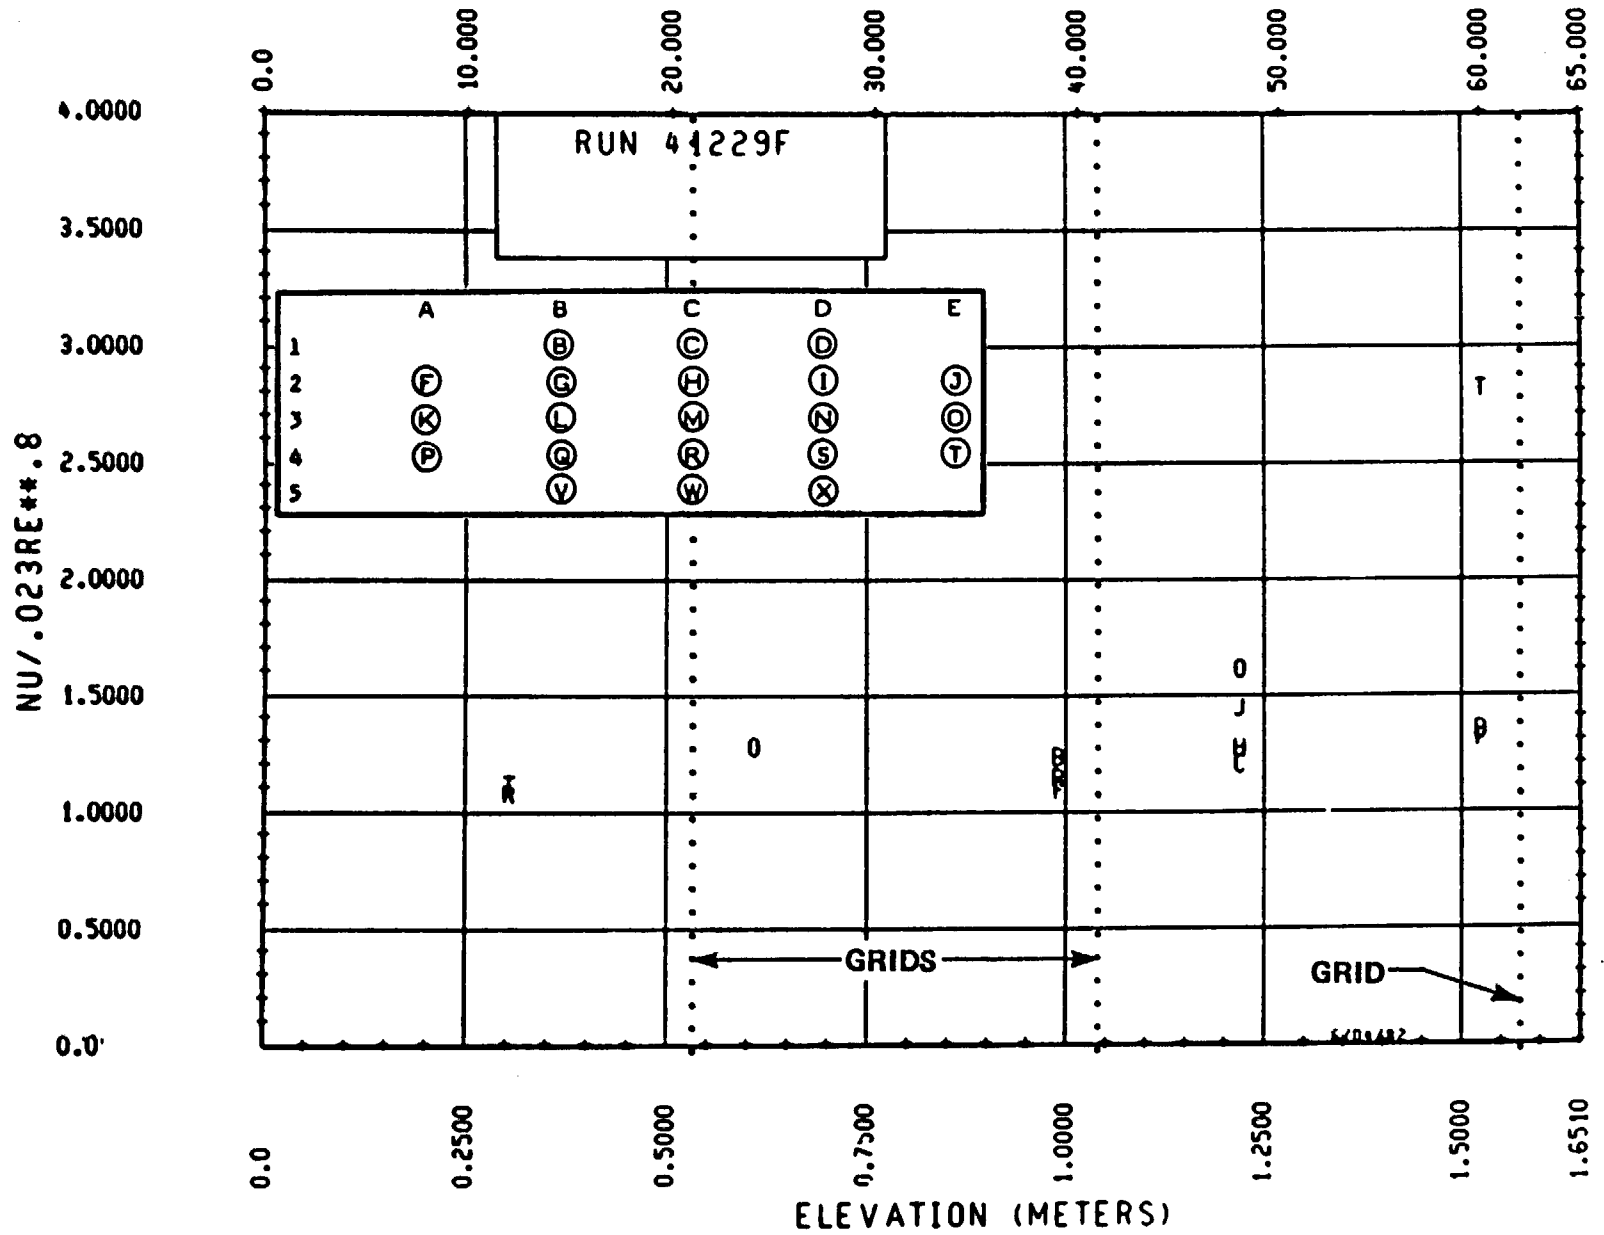 0.0 10.000 20.000 30.000 40.000 50.000 60.000 65.000
4.0000
RUN 41229F
3.5000
A B C D E
1 B C D
3.0000
2 F G H I J
T
3 K L M N O
4 P Q R S T
2.5000
5 V W X
NU/.023RE**.8
2.0000
O
1.5000
J
O
1.0000
0.5000
GRIDS
GRID
0.0
0.0 0.2500 0.5000 0.7500 1.0000 1.2500 1.5000 1.6510
ELEVATION (METERS)